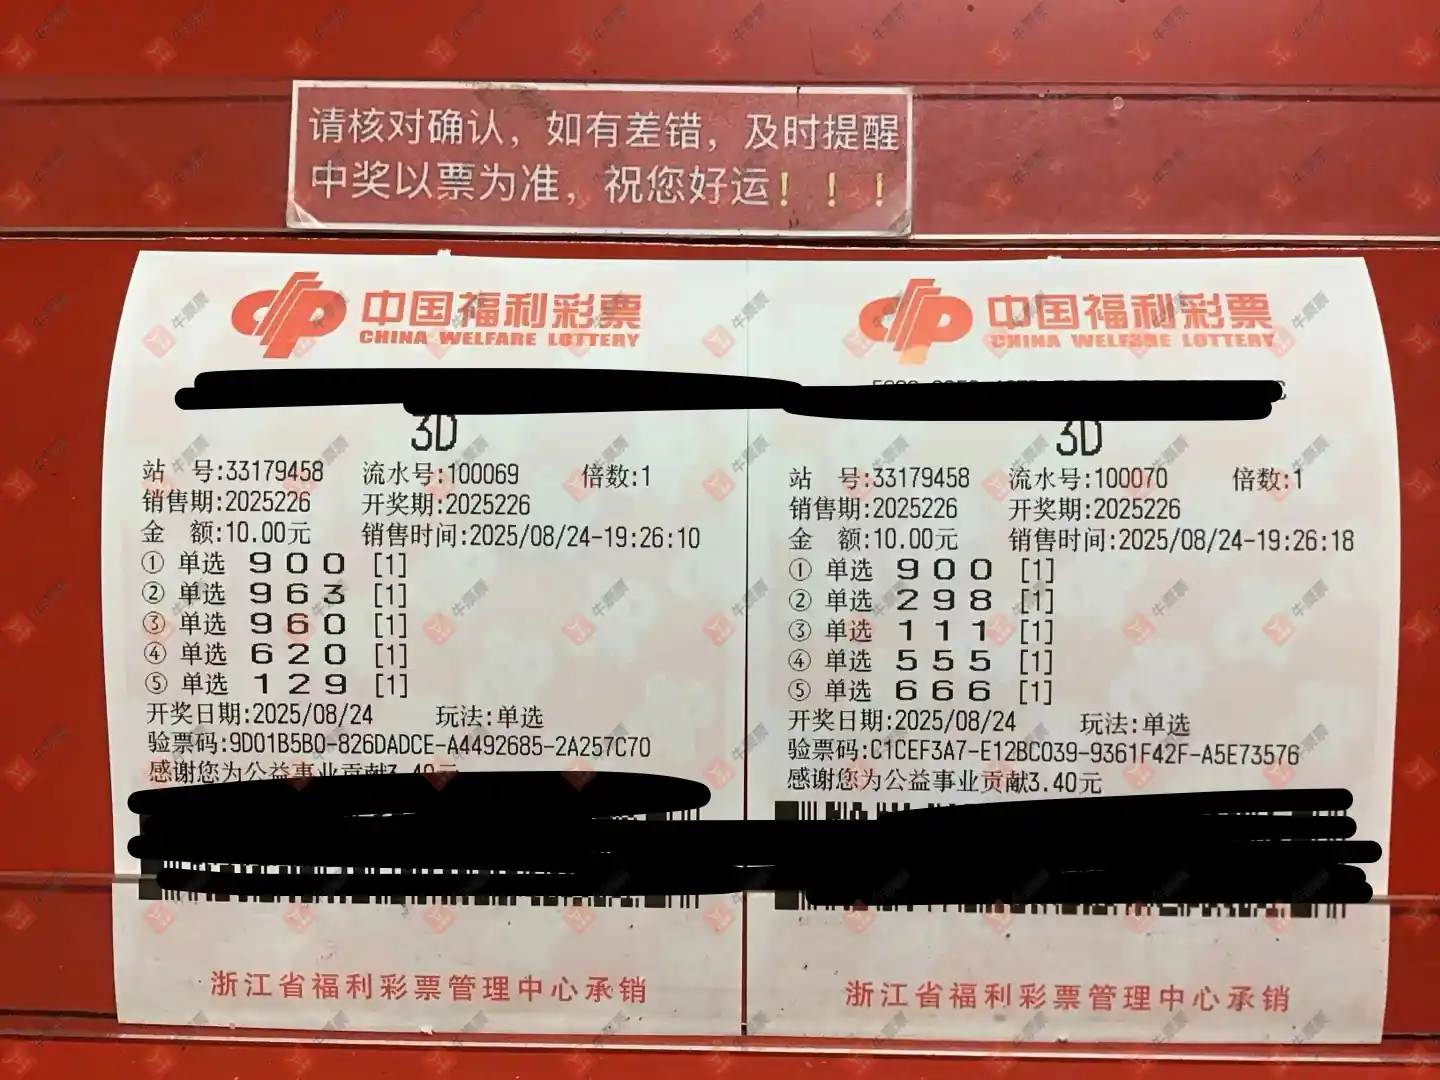 请核对确认，如有差错，及时提醒
中奖以票为准，祝您好运！！！
中国福利彩票
CHINA WELFARE LOTTERY
3D
站 号:33179458 流水号:100069 倍数:1
销售期:2025226 开奖期:2025226
金 额:10.00元 销售时间:2025/08/24-19:26:10
① 单选 9 0 0 [1]
② 单选 9 6 3 [1]
③ 单选 9 6 0 [1]
④ 单选 6 2 0 [1]
⑤ 单选 1 2 9 [1]
开奖日期:2025/08/24 玩法:单选
验票码:9D01B5B0-826DADCE-A4492685-2A257C70
感谢您为公益事业贡献3.40元
浙江省福利彩票管理中心承销
中国福利彩票
CHINA WELFARE LOTTERY
3D
站 号:33179458 流水号:100070 倍数:1
销售期:2025226 开奖期:2025226
金 额:10.00元 销售时间:2025/08/24-19:26:18
① 单选 9 0 0 [1]
② 单选 2 9 8 [1]
③ 单选 1 1 1 [1]
④ 单选 5 5 5 [1]
⑤ 单选 6 6 6 [1]
开奖日期:2025/08/24 玩法:单选
验票码:C1CEF3A7-E12BC039-9361F42F-A5E73576
感谢您为公益事业贡献3.40元
浙江省福利彩票管理中心承销